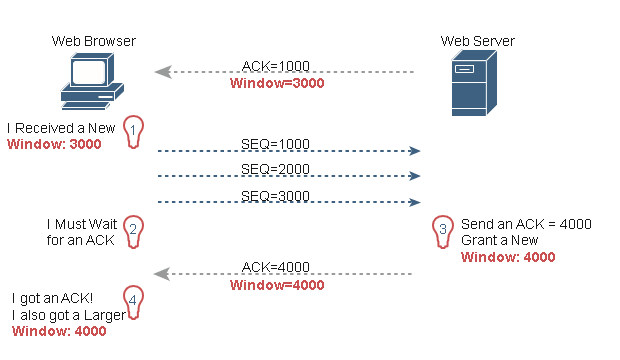 Web Browser
Web Server
ACK=1000
Window=3000
I Received a New
Window: 3000
1
SEQ=1000
SEQ=2000
SEQ=3000
I Must Wait
for an ACK
2
3
Send an ACK = 4000
Grant a New
Window: 4000
ACK=4000
Window=4000
4
I got an ACK!
I also got a Larger
Window: 4000